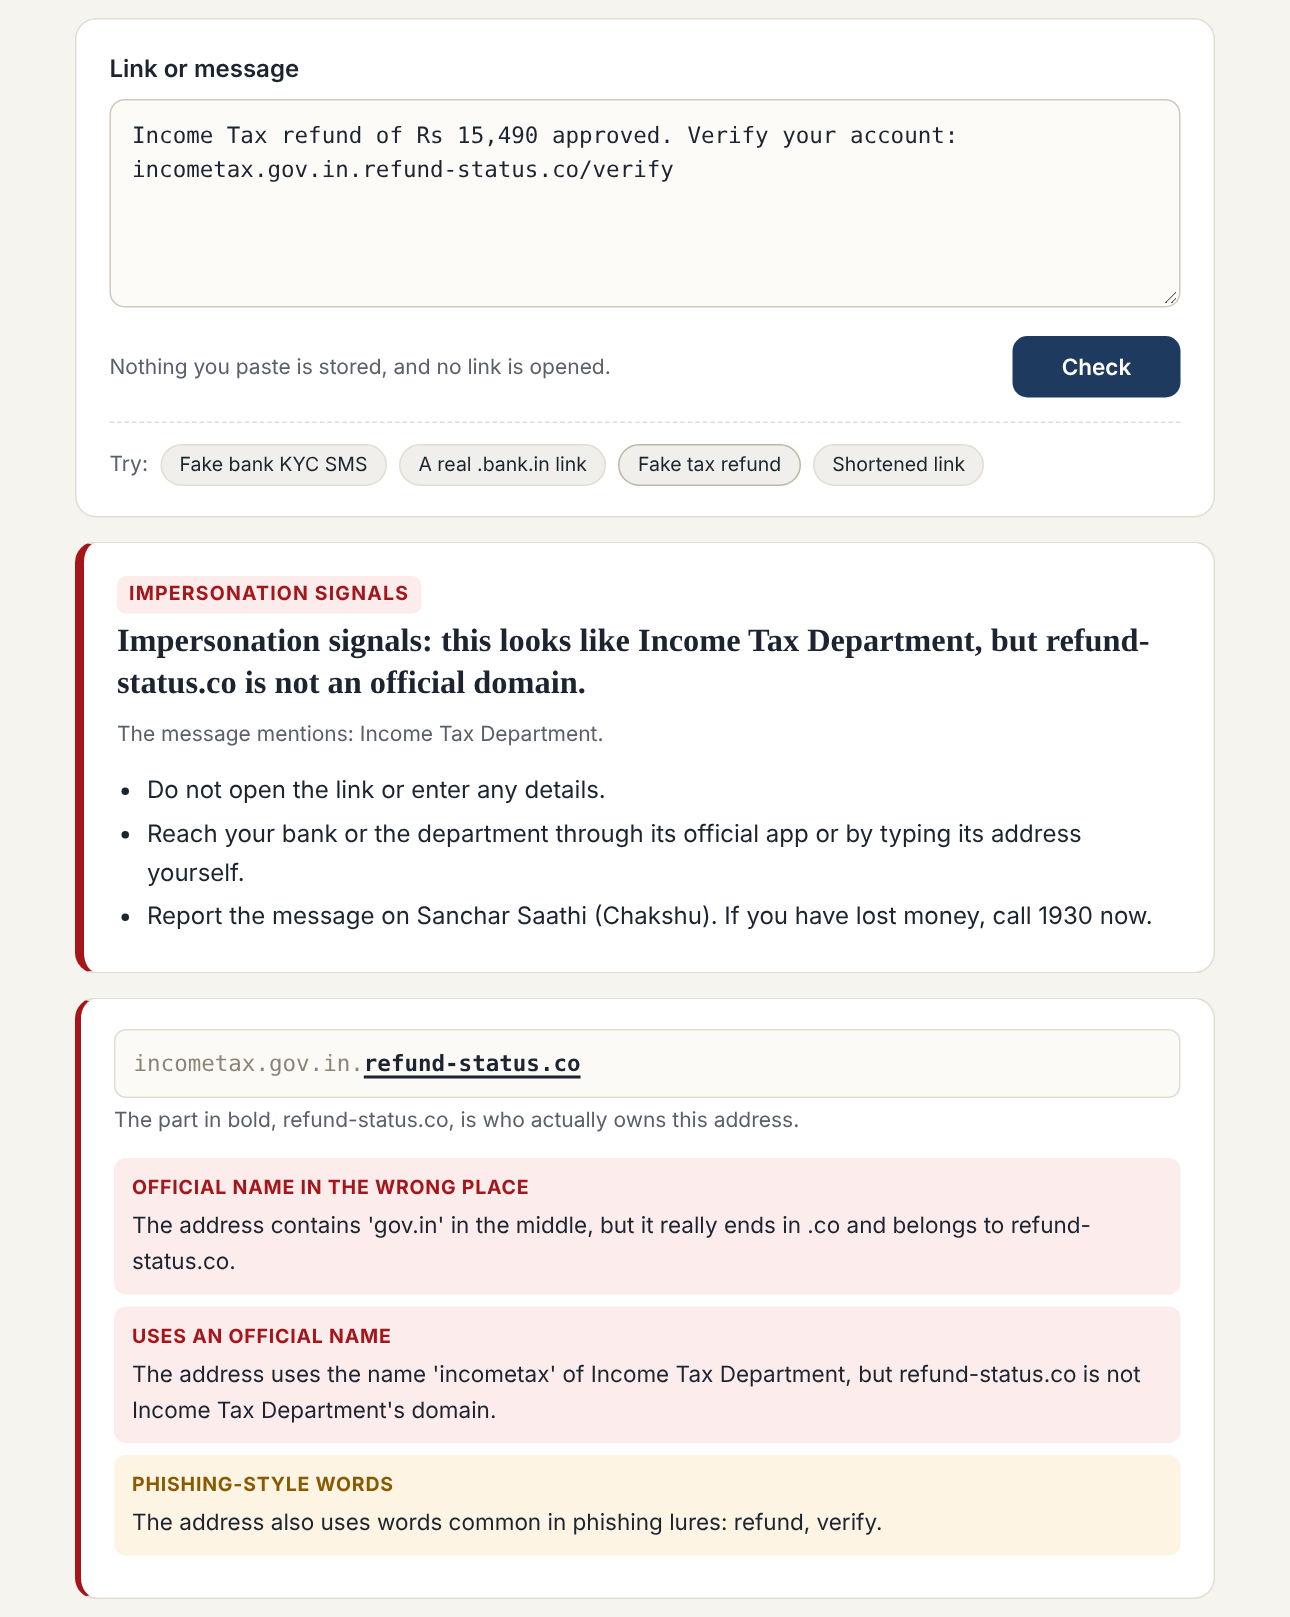 Link or message
Income Tax refund of Rs 15,490 approved. Verify your account:
incometax.gov.in.refund-status.co/verify
Nothing you paste is stored, and no link is opened.
Check
Try:
Fake bank KYC SMS
A real .bank.in link
Fake tax refund
Shortened link
IMPERSONATION SIGNALS
Impersonation signals: this looks like Income Tax Department, but refund-
status.co is not an official domain.
The message mentions: Income Tax Department.
• Do not open the link or enter any details.
• Reach your bank or the department through its official app or by typing its address
yourself.
• Report the message on Sanchar Saathi (Chakshu). If you have lost money, call 1930 now.
incometax.gov.in.refund-status.co
The part in bold, refund-status.co, is who actually owns this address.
OFFICIAL NAME IN THE WRONG PLACE
The address contains 'gov.in' in the middle, but it really ends in .co and belongs to refund-
status.co.
USES AN OFFICIAL NAME
The address uses the name 'incometax' of Income Tax Department, but refund-status.co is not
Income Tax Department's domain.
PHISHING-STYLE WORDS
The address also uses words common in phishing lures: refund, verify.